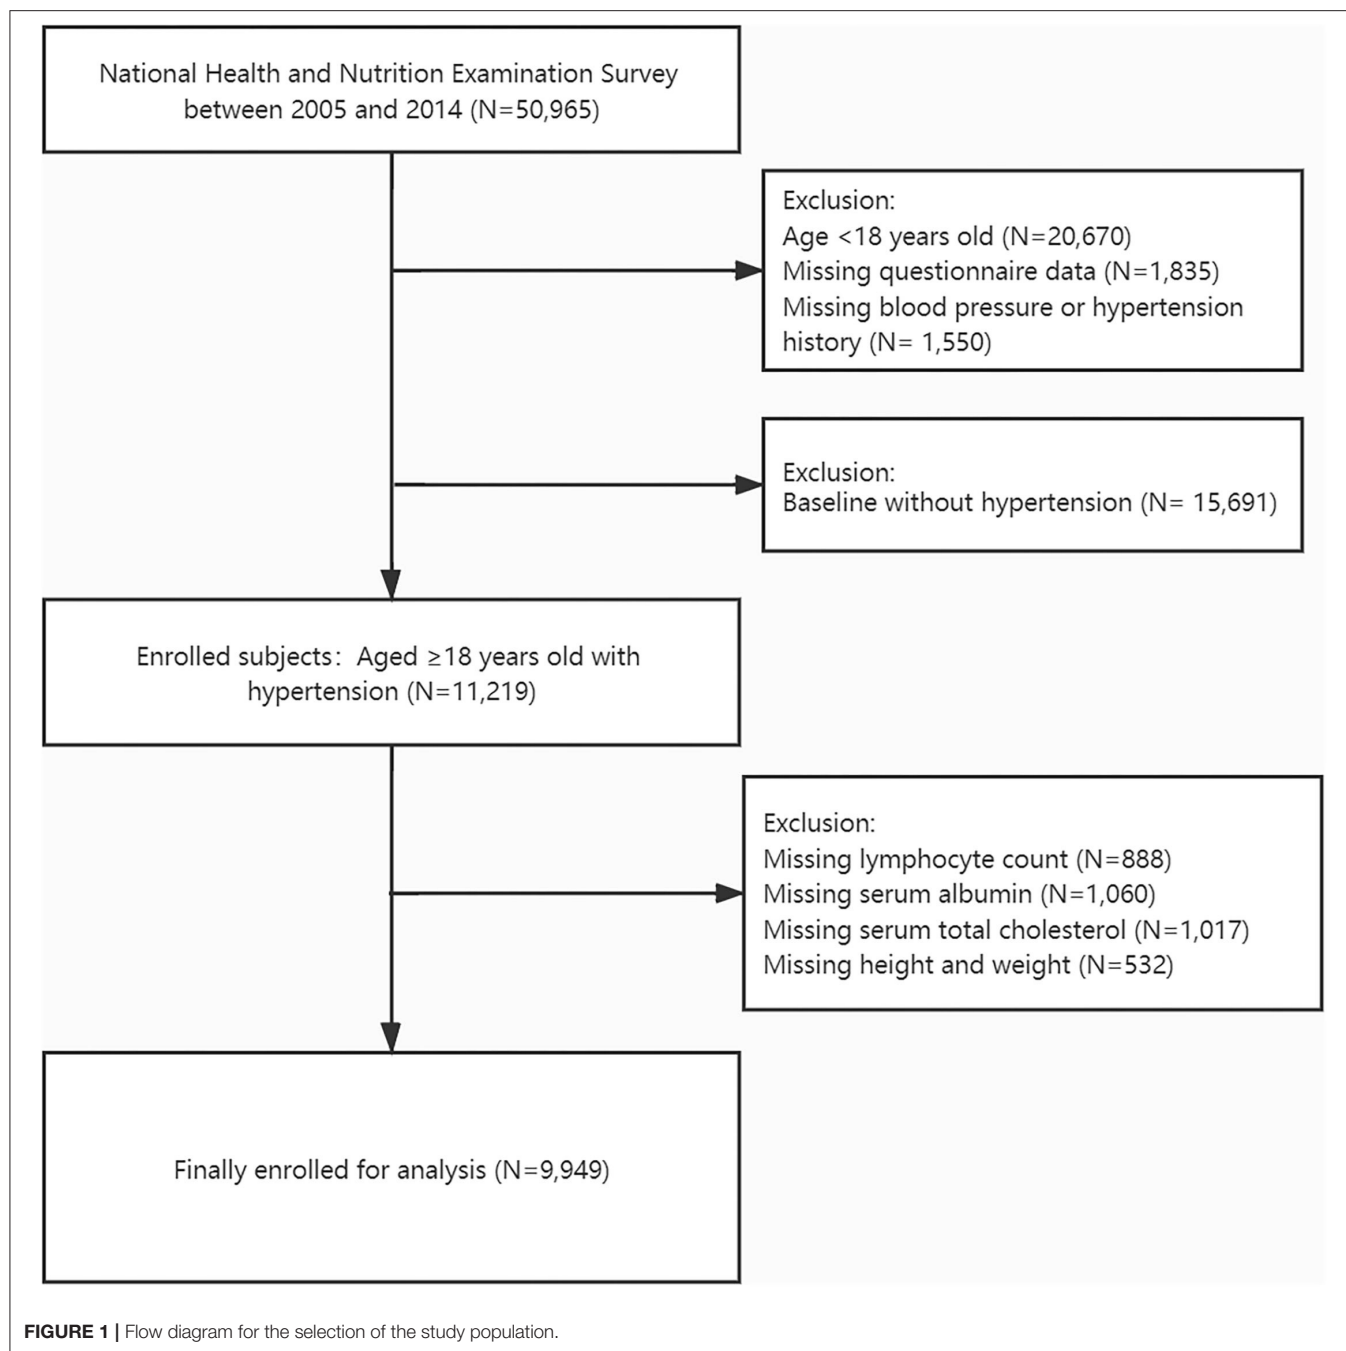 National Health and Nutrition Examination Survey
between 2005 and 2014 (N=50,965)
Exclusion:
Age <18 years old (N=20,670)
Missing questionnaire data (N=1,835)
Missing blood pressure or hypertension
history (N= 1,550)
Exclusion:
Baseline without hypertension (N= 15,691)
Enrolled subjects: Aged ≥18 years old with
hypertension (N=11,219)
Exclusion:
Missing lymphocyte count (N=888)
Missing serum albumin (N=1,060)
Missing serum total cholesterol (N=1,017)
Missing height and weight (N=532)
Finally enrolled for analysis (N=9,949)
FIGURE 1 | Flow diagram for the selection of the study population.